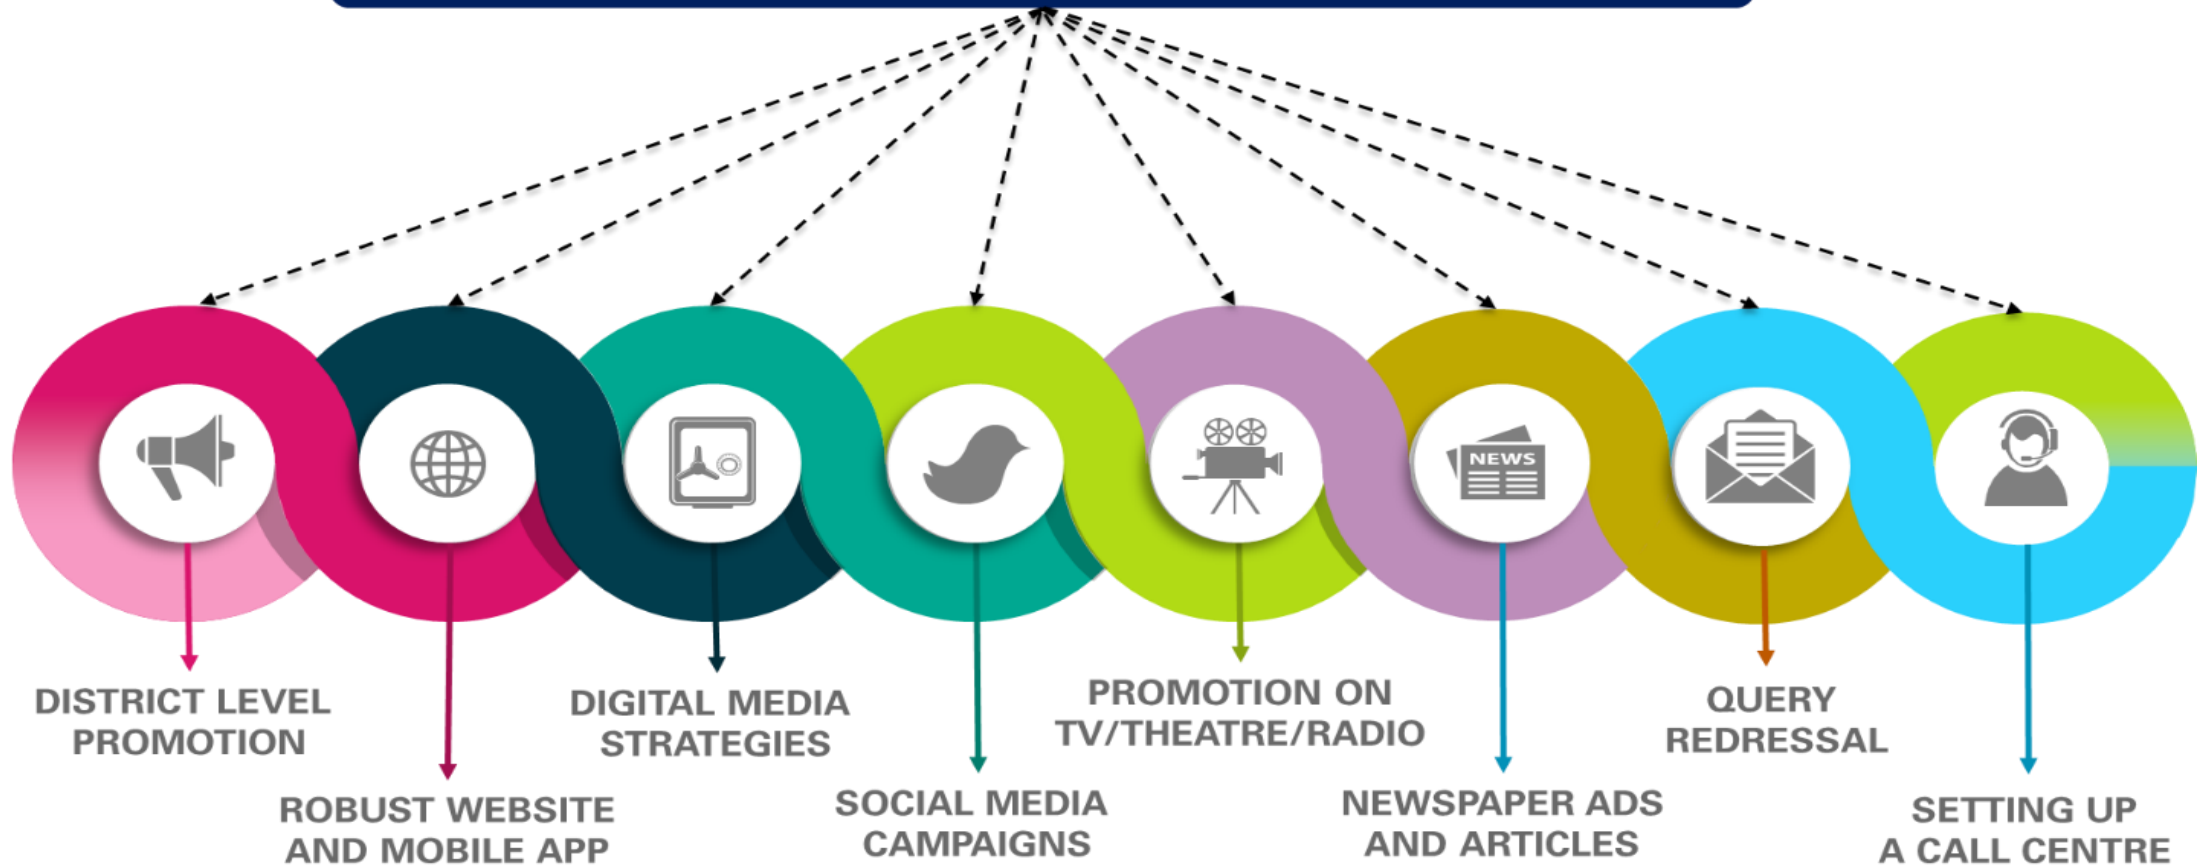 NEWS
DISTRICT LEVEL
PROMOTION
ROBUST WEBSITE
AND MOBILE APP
DIGITAL MEDIA
STRATEGIES
SOCIAL MEDIA
CAMPAIGNS
PROMOTION ON
TV/THEATRE/RADIO
NEWSPAPER ADS
AND ARTICLES
QUERY
REDRESSAL
SETTING UP
A CALL CENTRE